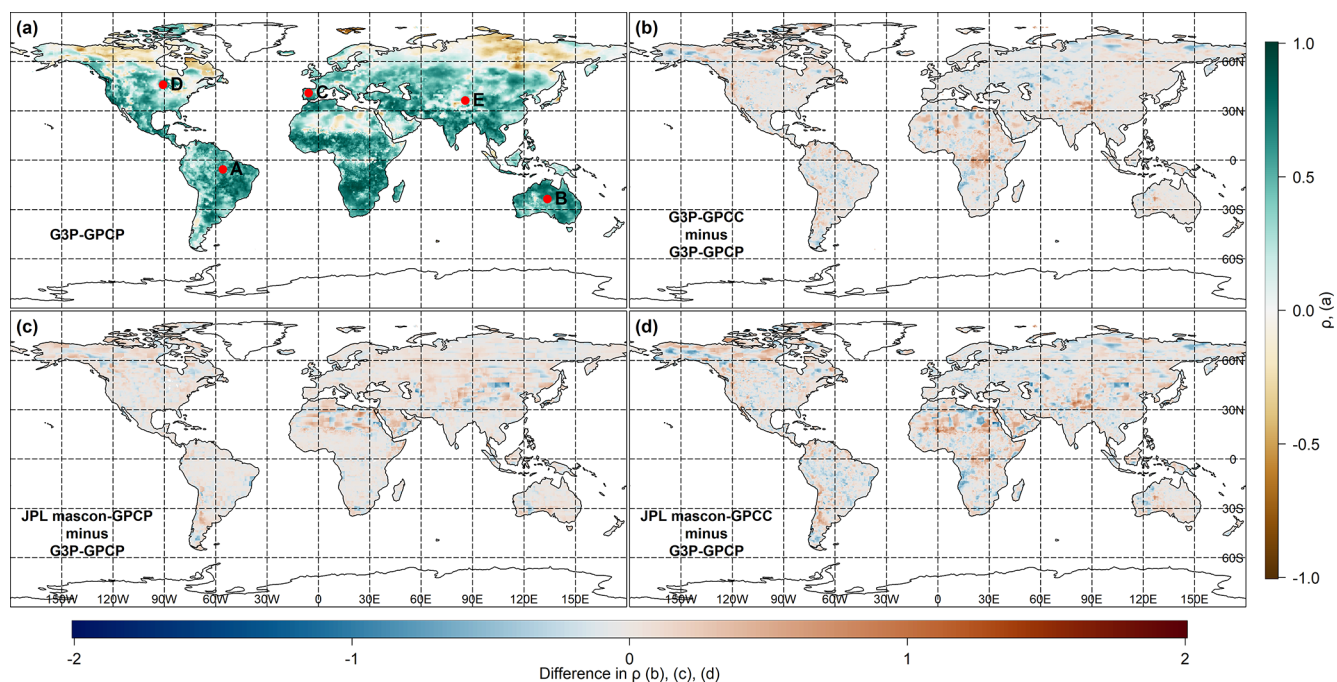 (a)
D
C
E
A
B
G3P-GPCP
(b)
60N
30N
0
30S
60S
G3P-GPCC
minus
G3P-GPCP
1.0
0.5
0.0
-0.5
-1.0
ρ, (a)
(c)
JPL mascon-GPCP
minus
G3P-GPCP
150W 120W 90W 60W 30W 0 30E 60E 90E 120E 150E
(d)
60N
30N
0
30S
60S
JPL mascon-GPCC
minus
G3P-GPCP
150W 120W 90W 60W 30W 0 30E 60E 90E 120E 150E
-2 -1 0 1 2
Difference in ρ (b), (c), (d)